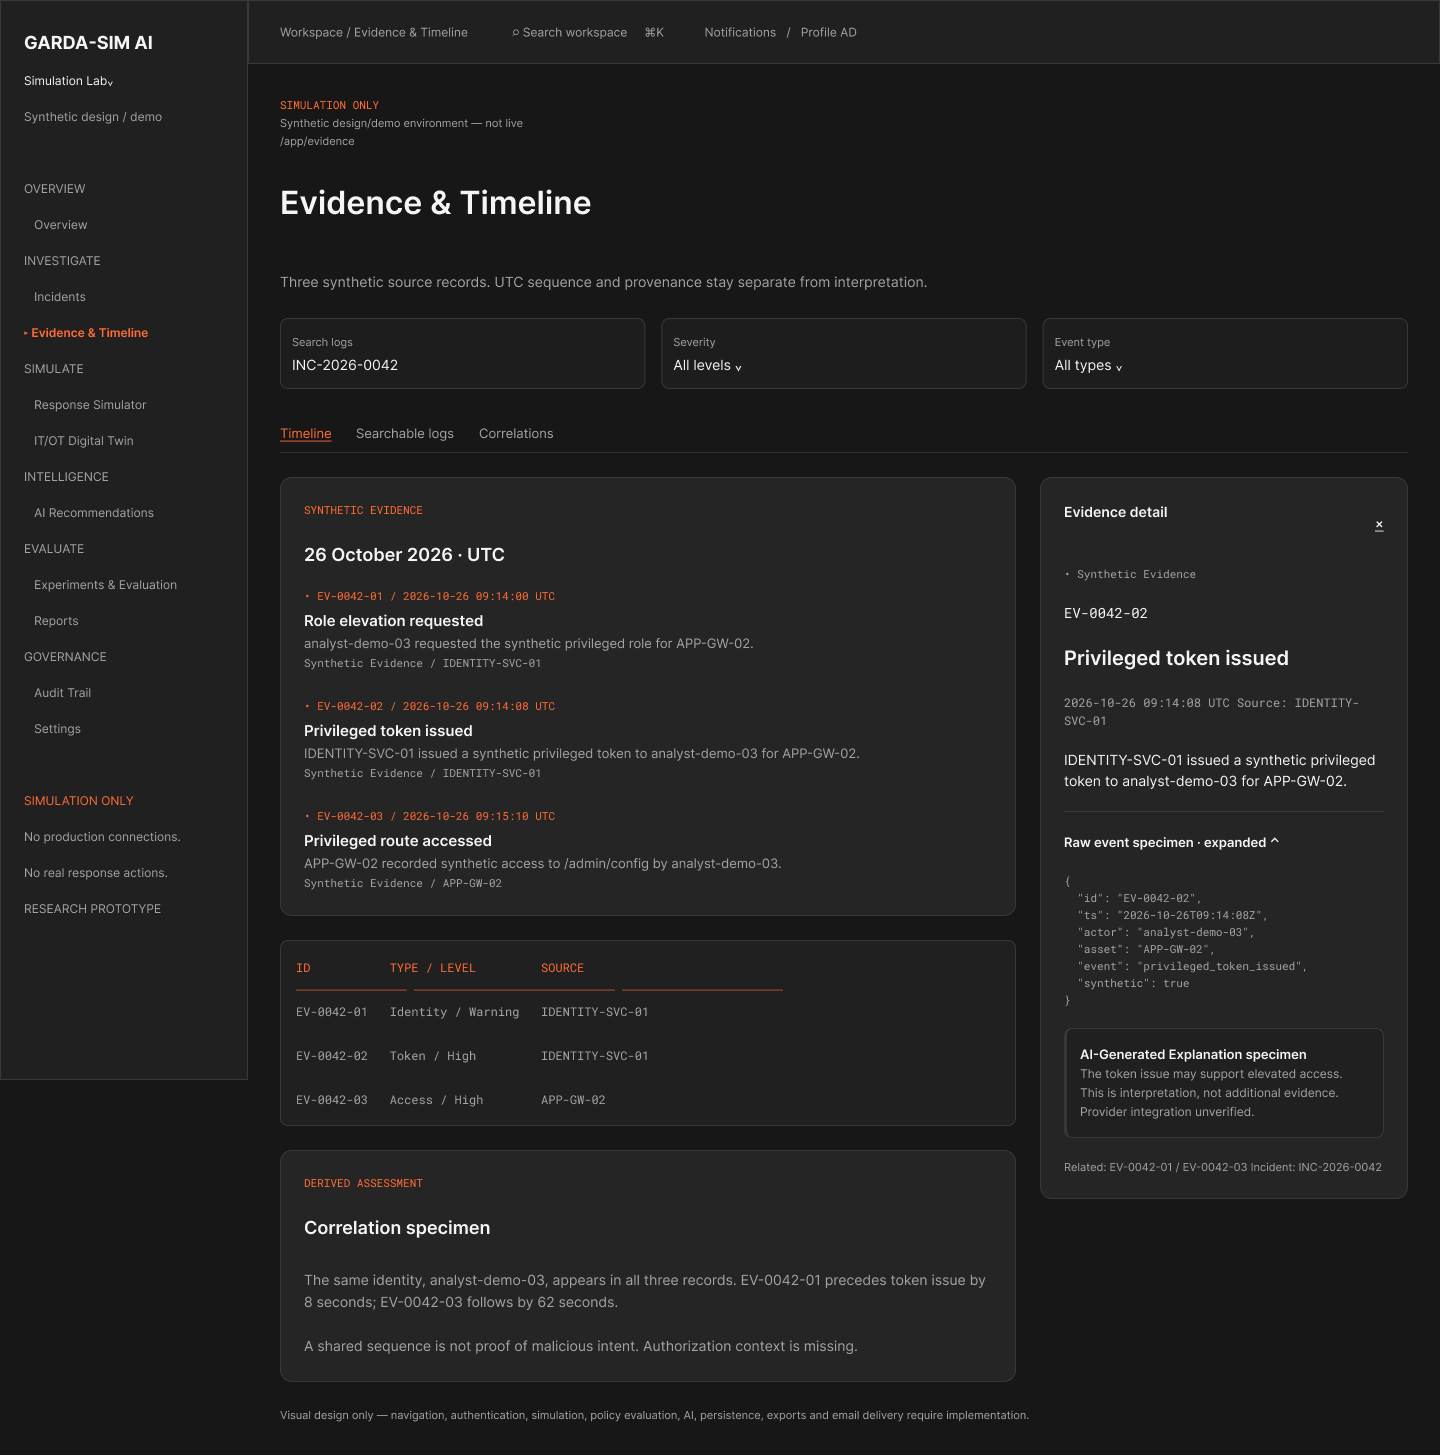 GARDA-SIM AI
Simulation Lab
Synthetic design / demo
OVERVIEW
Overview
INVESTIGATE
Incidents
Evidence & Timeline
SIMULATE
Response Simulator
IT/OT Digital Twin
INTELLIGENCE
AI Recommendations
EVALUATE
Experiments & Evaluation
Reports
GOVERNANCE
Audit Trail
Settings
SIMULATION ONLY
No production connections.
No real response actions.
RESEARCH PROTOTYPE
Workspace / Evidence & Timeline
⌕ Search workspace ⌘K
Notifications / Profile AD
SIMULATION ONLY
Synthetic design/demo environment — not live
/app/evidence
Evidence & Timeline
Three synthetic source records. UTC sequence and provenance stay separate from interpretation.
Search logs
INC-2026-0042
Severity
All levels
Event type
All types
Timeline Searchable logs Correlations
SYNTHETIC EVIDENCE
26 October 2026 · UTC
• EV-0042-01 / 2026-10-26 09:14:00 UTC
Role elevation requested
analyst-demo-03 requested the synthetic privileged role for APP-GW-02.
Synthetic Evidence / IDENTITY-SVC-01
• EV-0042-02 / 2026-10-26 09:14:08 UTC
Privileged token issued
IDENTITY-SVC-01 issued a synthetic privileged token to analyst-demo-03 for APP-GW-02.
Synthetic Evidence / IDENTITY-SVC-01
• EV-0042-03 / 2026-10-26 09:15:10 UTC
Privileged route accessed
APP-GW-02 recorded synthetic access to /admin/config by analyst-demo-03.
Synthetic Evidence / APP-GW-02
ID TYPE / LEVEL SOURCE
EV-0042-01 Identity / Warning IDENTITY-SVC-01
EV-0042-02 Token / High IDENTITY-SVC-01
EV-0042-03 Access / High APP-GW-02
DERIVED ASSESSMENT
Correlation specimen
The same identity, analyst-demo-03, appears in all three records. EV-0042-01 precedes token issue by
8 seconds; EV-0042-03 follows by 62 seconds.
A shared sequence is not proof of malicious intent. Authorization context is missing.
Evidence detail
×
• Synthetic Evidence
EV-0042-02
Privileged token issued
2026-10-26 09:14:08 UTC Source: IDENTITY-
SVC-01
IDENTITY-SVC-01 issued a synthetic privileged
token to analyst-demo-03 for APP-GW-02.
Raw event specimen · expanded ^
{
"id": "EV-0042-02",
"ts": "2026-10-26T09:14:08Z",
"actor": "analyst-demo-03",
"asset": "APP-GW-02",
"event": "privileged_token_issued",
"synthetic": true
}
AI-Generated Explanation specimen
The token issue may support elevated access.
This is interpretation, not additional evidence.
Provider integration unverified.
Related: EV-0042-01 / EV-0042-03 Incident: INC-2026-0042
Visual design only — navigation, authentication, simulation, policy evaluation, AI, persistence, exports and email delivery require implementation.